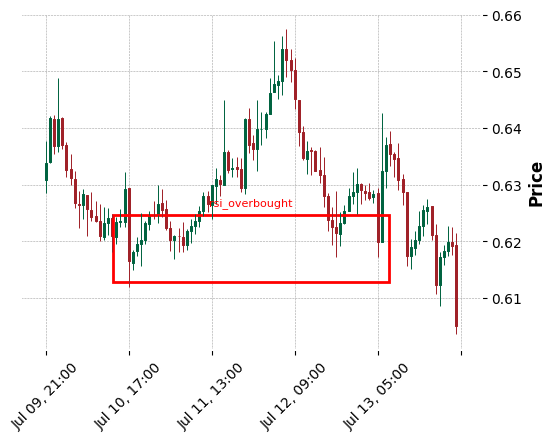 0.66
0.65
0.64
0.63
0.62
0.61
Price
rsi_overbought
Jul 09, 21:00
Jul 10, 17:00
Jul 11, 13:00
Jul 12, 09:00
Jul 13, 05:00